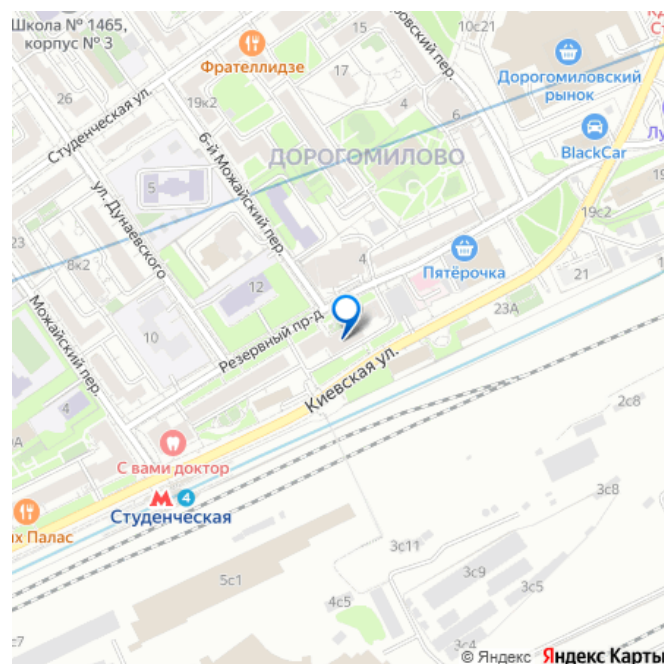 Школа № 1465,
корпус № 3
10с21
Фрателлидзе
17
15
Дорогомиловский
рынок
26
19к2
4
6
Студенческая ул.
6-й Можайский пер.
ДОРОГОМИЛОВО
BlackCar
5
ул. Дунаевского
19с2
23
8к2
4
Пятёрочка
21
12
23А
Можайский пер.
10
Резервный пр-д
Киевская ул.
4
2с8
С вами доктор
4
Студенческая
3с8
х Палас
3с11
5с1
3с9
3с5
4с5
3с4
© Яндекс Яндекс Карты